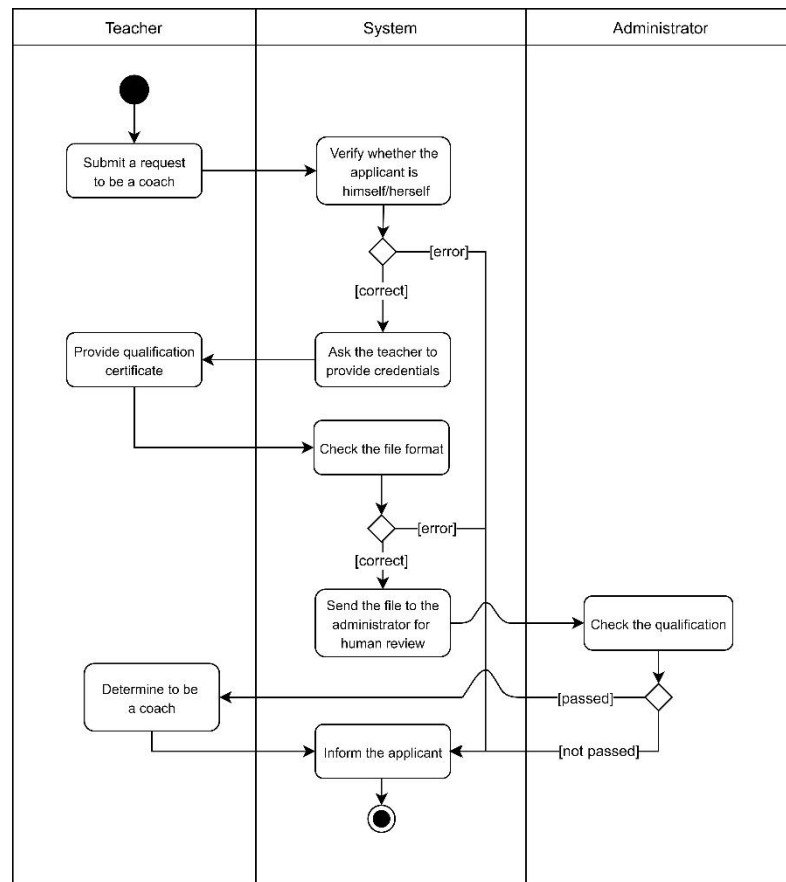 Teacher
System
Administrator
Submit a request
to be a coach
Verify whether the
applicant is
himself/herself
[error]
[correct]
Provide qualification
certificate
Ask the teacher to
provide credentials
Check the file format
[error]
[correct]
Send the file to the
administrator for
human review
Check the qualification
Determine to be
a coach
[passed]
Inform the applicant
[not passed]